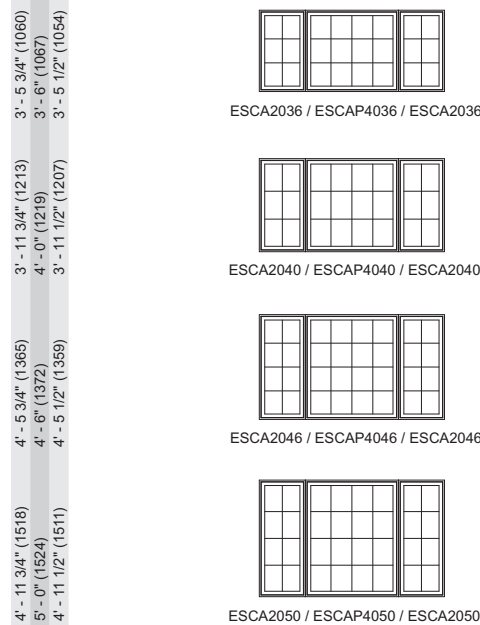 3' - 5 3/4" (1060)
3' - 6" (1067)
3' - 5 1/2" (1054)
ESCA2036 / ESCAP4036 / ESCA2036
3' - 11 3/4" (1213)
4' - 0" (1219)
3' - 11 1/2" (1207)
ESCA2040 / ESCAP4040 / ESCA2040
4' - 5 3/4" (1365)
4' - 6" (1372)
4' - 5 1/2" (1359)
ESCA2046 / ESCAP4046 / ESCA2046
4' - 11 3/4" (1518)
5' - 0" (1524)
4' - 11 1/2" (1511)
ESCA2050 / ESCAP4050 / ESCA2050